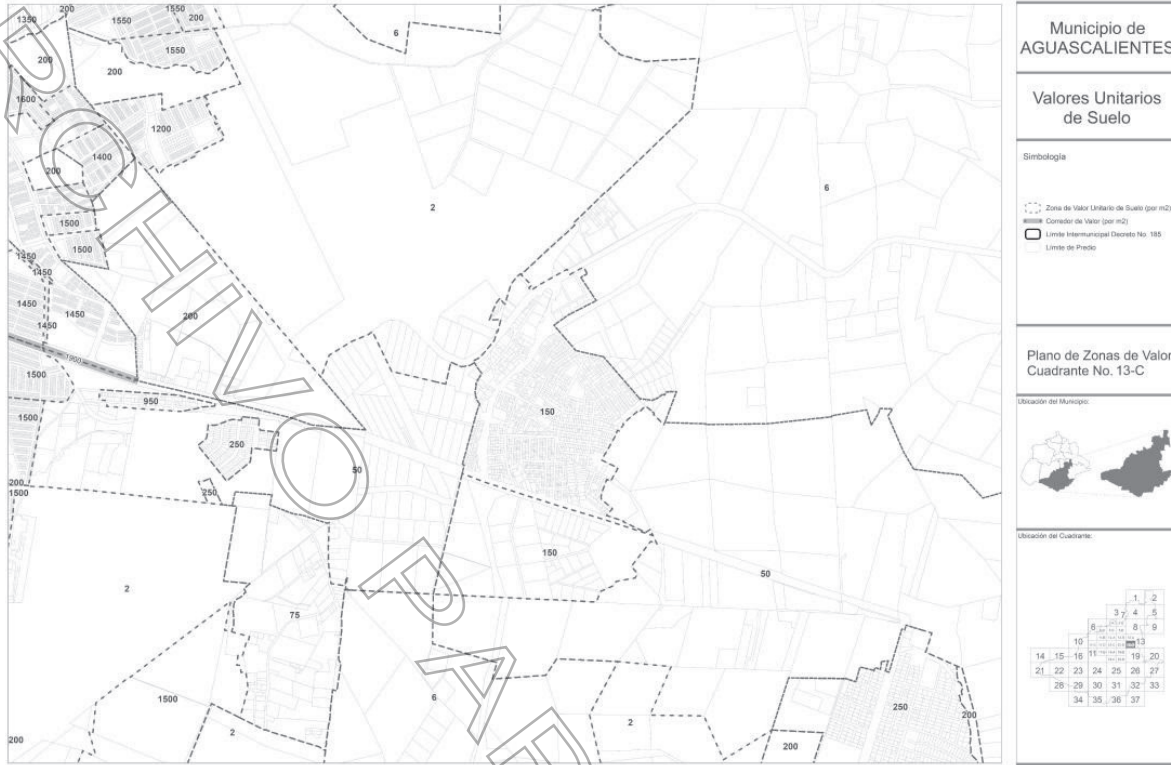 200
1350
1550
1550
200
6
200
200
1550
1600
1200
1400
200
2
6
1500
1500
1450
1450
1450
1450
1450
200
1900
1500
950
150
1500
250
50
200
1500
250
150
50
2
75
1500
6
2
2
250
200
200
200
ARCHIVO PAR
Municipio de
AGUASCALIENTES
Valores Unitarios
de Suelo
Simbología
Zona de Valor Unitario de Suelo (por m2)
Corredor de Valor (por m2)
Límite Intermunicipal Decreto No. 185
Límite de Predio
Plano de Zonas de Valor
Cuadrante No. 13-C
Ubicación del Municipio:
Ubicación del Cuadrante:
1 2
3 7 4 5
6 8 9
10 13
14 15 16 11 19 20
21 22 23 24 25 26 27
28 29 30 31 32 33
34 35 36 37